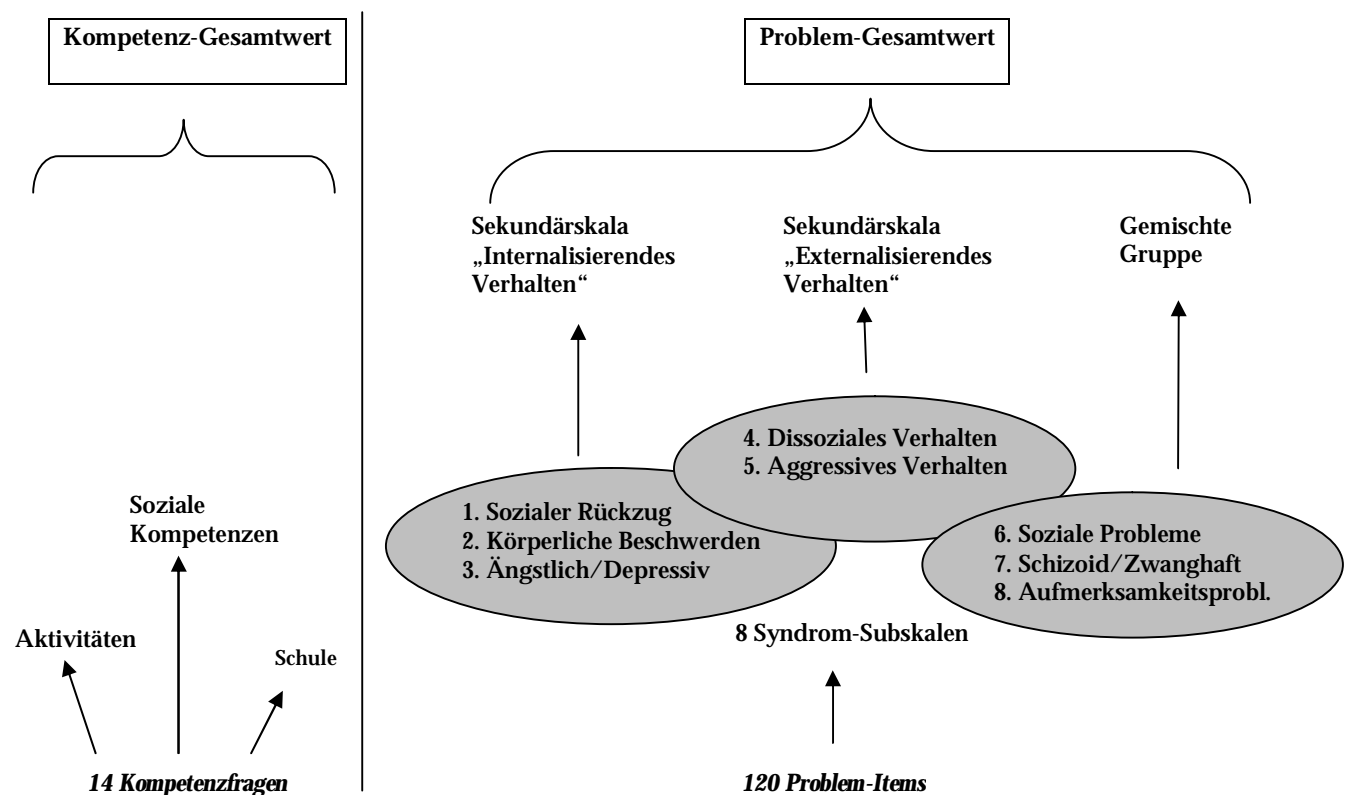 Kompetenz-Gesamtwert
Soziale
Kompetenzen
Aktivitäten
Schule
14 Kompetenzfragen
Problem-Gesamtwert
Sekundärskala
„Internalisierendes
Verhalten“
Sekundärskala
„Externalisierendes
Verhalten“
Gemischte
Gruppe
4. Dissoziales Verhalten
5. Aggressives Verhalten
1. Sozialer Rückzug
2. Körperliche Beschwerden
3. Ängstlich/Depressiv
6. Soziale Probleme
7. Schizoid/Zwanghaft
8. Aufmerksamkeitsprobl.
8 Syndrom-Subskalen
120 Problem-Items